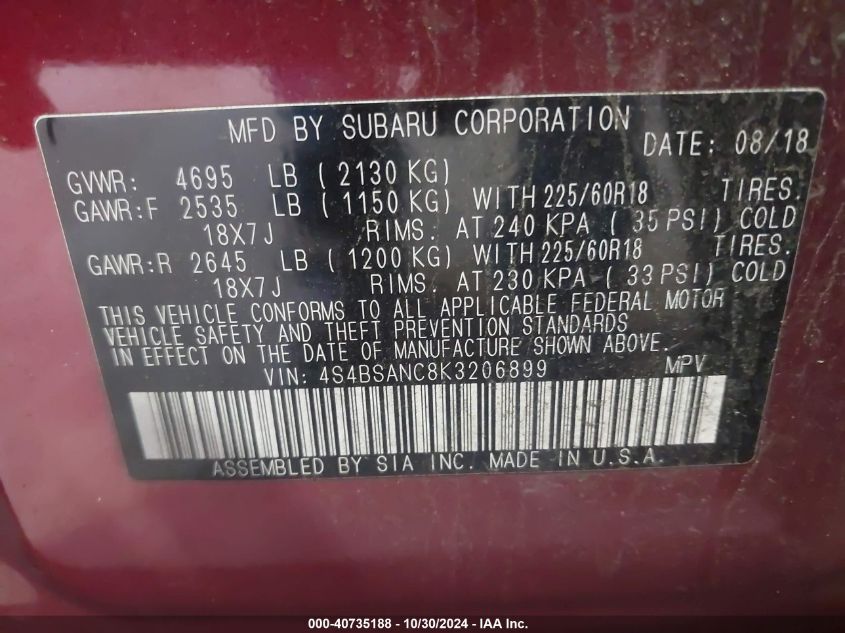 MFD BY SUBARU CORPORATION
DATE: 08/18
GVWR: 4695 LB ( 2130 KG)
GAWR:F 2535 LB ( 1150 KG) WITH 225/60R18 TIRES.
18X7J RIMS. AT 240 KPA ( 35 PSI) COLD
GAWR:R 2645 LB ( 1200 KG) WITH 225/60R18 TIRES.
18X7J RIMS. AT 230 KPA ( 33 PSI) COLD
THIS VEHICLE CONFORMS TO ALL APPLICABLE FEDERAL MOTOR
VEHICLE SAFETY AND THEFT PREVENTION STANDARDS
IN EFFECT ON THE DATE OF MANUFACTURE SHOWN ABOVE.
VIN: 4S4BSANC8K3206899 MPV
ASSEMBLED BY SIA INC. MADE IN U.S.A.
000-40735188 - 10/30/2024 - IAA Inc.